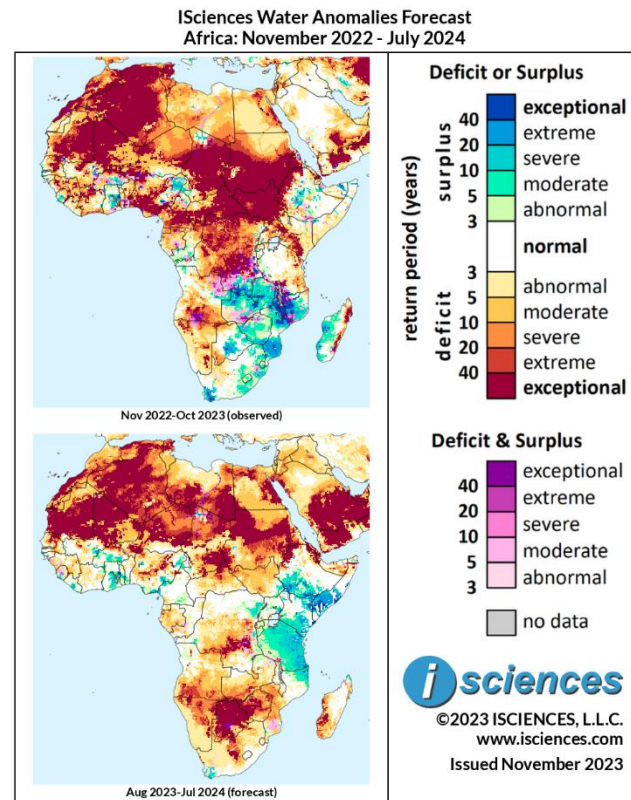 ISciences Water Anomalies Forecast
Africa: November 2022 - July 2024
Nov 2022-Oct 2023 (observed)
Aug 2023-Jul 2024 (forecast)
Deficit or Surplus
return period (years)
surplus
deficit
40
20
10
5
3
3
5
10
20
40
exceptional
extreme
severe
moderate
abnormal
normal
abnormal
moderate
severe
extreme
exceptional
Deficit & Surplus
40
20
10
5
3
exceptional
extreme
severe
moderate
abnormal
no data
i sciences
©2023 ISCIENCES, L.L.C.
www.isciences.com
Issued November 2023